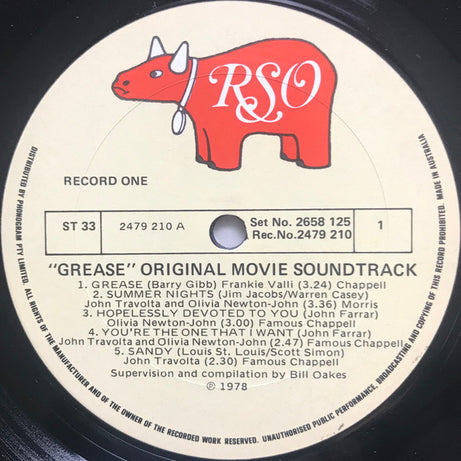 RSO
RECORD ONE
ST 33
2479 210 A
Set No. 2658 125
Rec.No.2479 210
1
"GREASE" ORIGINAL MOVIE SOUNDTRACK
1. GREASE (Barry Gibb) Frankie Valli (3.24) Chappell
2. SUMMER NIGHTS (Jim Jacobs/Warren Casey)
John Travolta and Olivia Newton-John (3.36) Morris
3. HOPELESSLY DEVOTED TO YOU (John Farrar)
Olivia Newton-John (3.00) Famous Chappell
4. YOU'RE THE ONE THAT I WANT (John Farrar)
John Travolta and Olivia Newton-John (2.47) Famous Chappell
5. SANDY (Louis St. Louis/Scott Simon)
John Travolta (2.30) Famous Chappell
Supervision and compilation by Bill Oakes
℗ 1978
DISTRIBUTED BY PHONOGRAM PTY LIMITED. ALL RIGHTS OF THE MANUFACTURER AND OF THE OWNER OF THE RECORDED WORK RESERVED. UNAUTHORISED PUBLIC PERFORMANCE, BROADCASTING AND COPYING OF THIS RECORD PROHIBITED. MADE IN AUSTRALIA